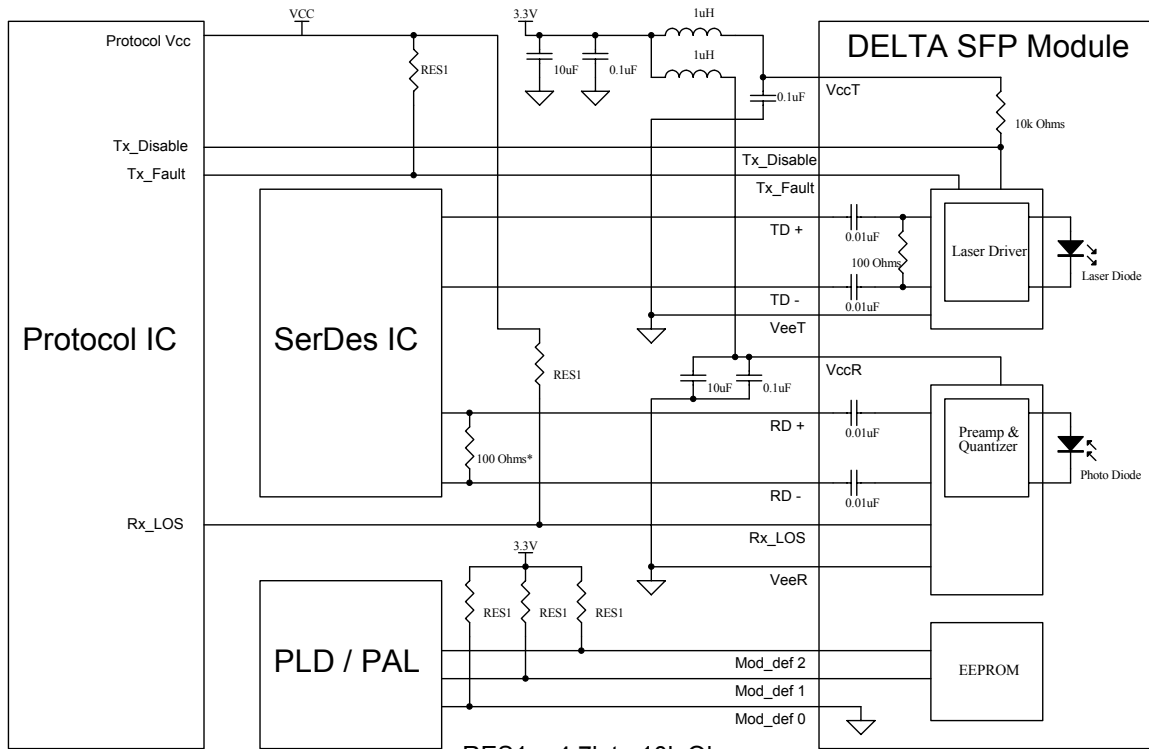 VCC
3.3V
1uH
Protocol Vcc
DELTA SFP Module
1uH
RES1
10uF
0.1uF
VccT
0.1uF
10k Ohms
Tx_Disable
Tx_Disable
Tx_Fault
Tx_Fault
TD +
0.01uF
Laser Driver
100 Ohms
Laser Diode
TD -
0.01uF
VeeT
Protocol IC
SerDes IC
RES1
VccR
10uF
0.1uF
RD +
0.01uF
Preamp &
Quantizer
100 Ohms*
Photo Diode
RD -
0.01uF
Rx_LOS
Rx_LOS
3.3V
VeeR
RES1
RES1
RES1
PLD / PAL
Mod_def 2
EEPROM
Mod_def 1
Mod_def 0